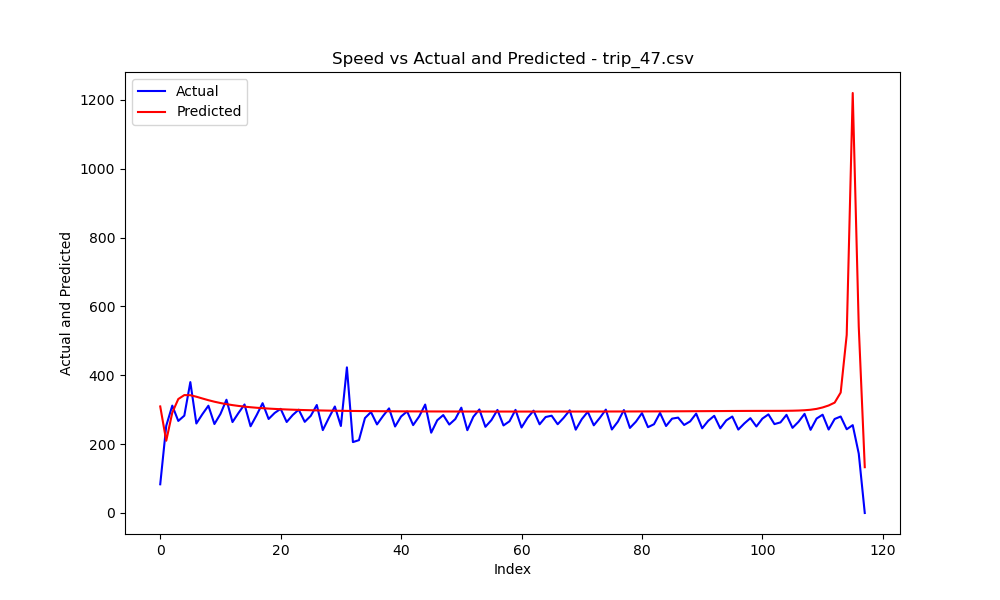 Speed vs Actual and Predicted - trip_47.csv
Actual
Predicted
Actual and Predicted
1200
1000
800
600
400
200
0
0 20 40 60 80 100 120
Index